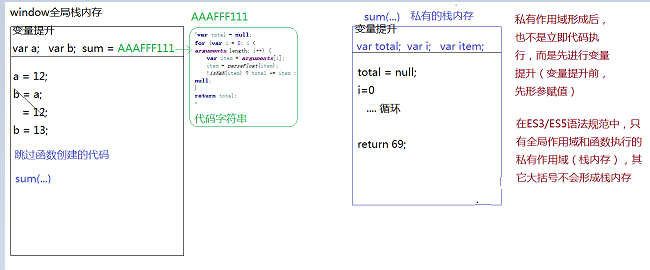 window全局栈内存
变量提升
var a; var b; sum = AAAFFF111
a = 12;
b = a;
= 12;
b = 13;
跳过函数创建的代码
sum(...)
AAAFFF111
"var total = null;
for (var i = 0; i <
arguments.length; i++) {
var item = arguments[i];
item = parseFloat(item);
!isNaN(item) ? total += item :
null;
}
return total;
"
代码字符串
sum(...) 私有的栈内存
变量提升
var total; var i; var item;
total = null;
i=0
.... 循环
return 69;
私有作用域形成后,
也不是立即代码执
行,而是先进行变量
提升(变量提升前,
先形参赋值)
在ES3/ES5语法规范中,只
有全局作用域和函数执行的
私有作用域(栈内存),其
它大括号不会形成栈内存